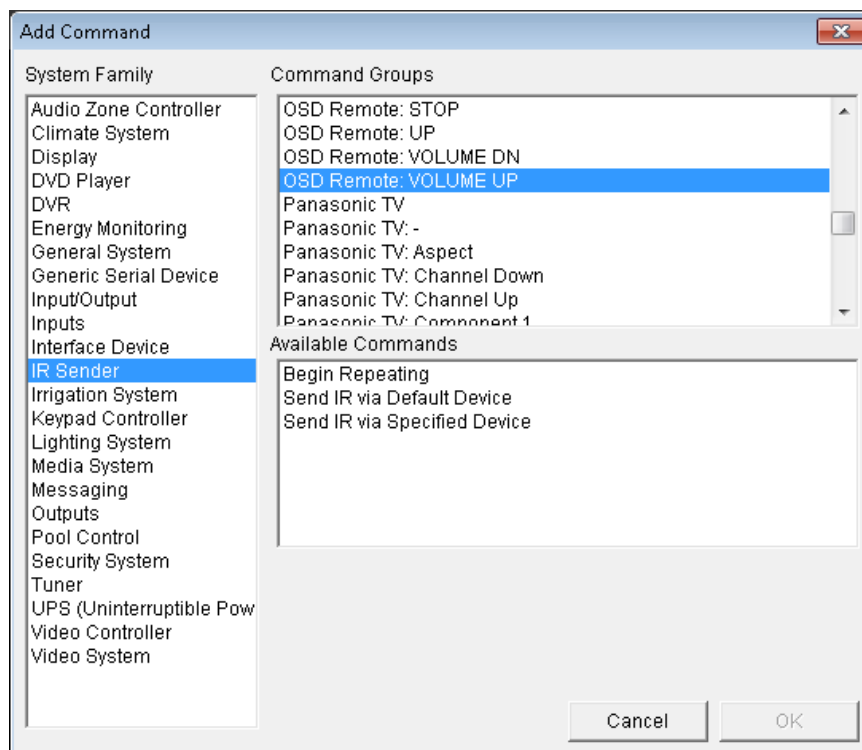 Add Command
System Family
Audio Zone Controller
Climate System
Display
DVD Player
DVR
Energy Monitoring
General System
Generic Serial Device
Input/Output
Inputs
Interface Device
IR Sender
Irrigation System
Keypad Controller
Lighting System
Media System
Messaging
Outputs
Pool Control
Security System
Tuner
UPS (Uninterruptible Pow
Video Controller
Video System
Command Groups
OSD Remote: STOP
OSD Remote: UP
OSD Remote: VOLUME DN
OSD Remote: VOLUME UP
Panasonic TV
Panasonic TV: -
Panasonic TV: Aspect
Panasonic TV: Channel Down
Panasonic TV: Channel Up
Panasonic TV: Component 1
Available Commands
Begin Repeating
Send IR via Default Device
Send IR via Specified Device
Cancel
OK